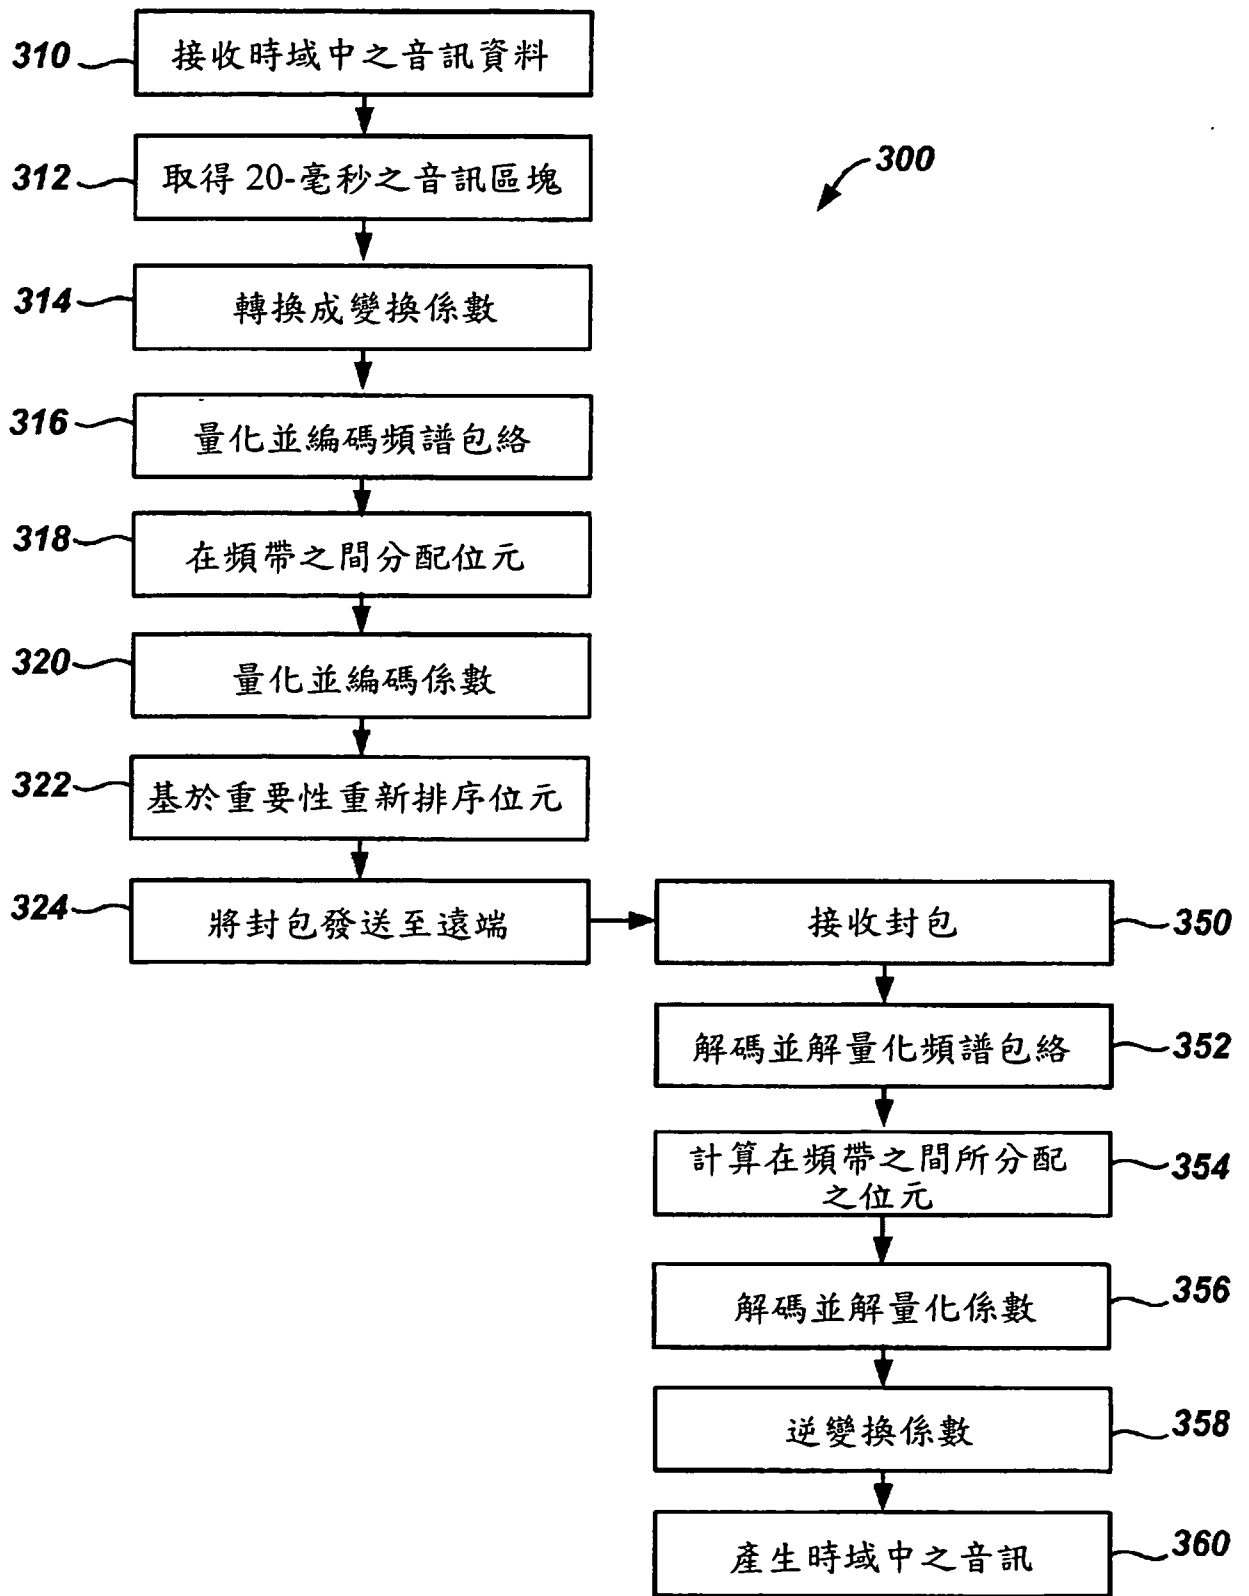 310 接收時域中之音訊資料
312 取得 20-毫秒之音訊區塊
300
314 轉換成變換係數
316 量化並編碼頻譜包絡
318 在頻帶之間分配位元
320 量化並編碼係數
322 基於重要性重新排序位元
324 將封包發送至遠端
接收封包 350
解碼並解量化頻譜包絡 352
計算在頻帶之間所分配 354
之位元
解碼並解量化係數 356
逆變換係數 358
產生時域中之音訊 360